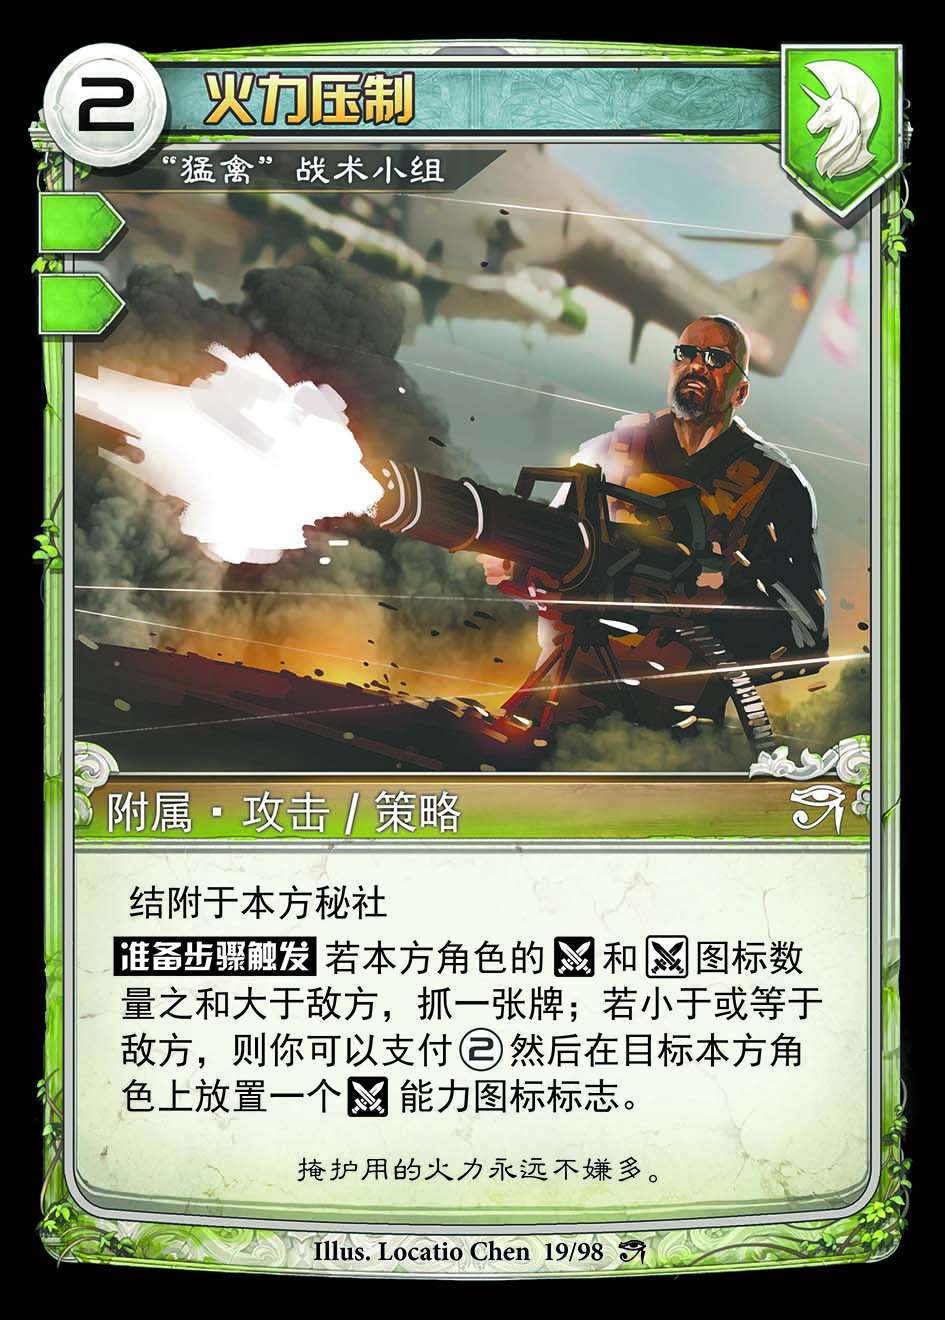 2
火力压制
“猛禽” 战术小组
附属·攻击 / 策略
结附于本方秘社
准备步骤触发 若本方角色的 和 图标数
量之和大于敌方，抓一张牌；若小于或等于
敌方，则你可以支付②然后在目标本方角
色上放置一个 能力图标标志。
掩护用的火力永远不嫌多。
Illus. Locatio Chen 19/98